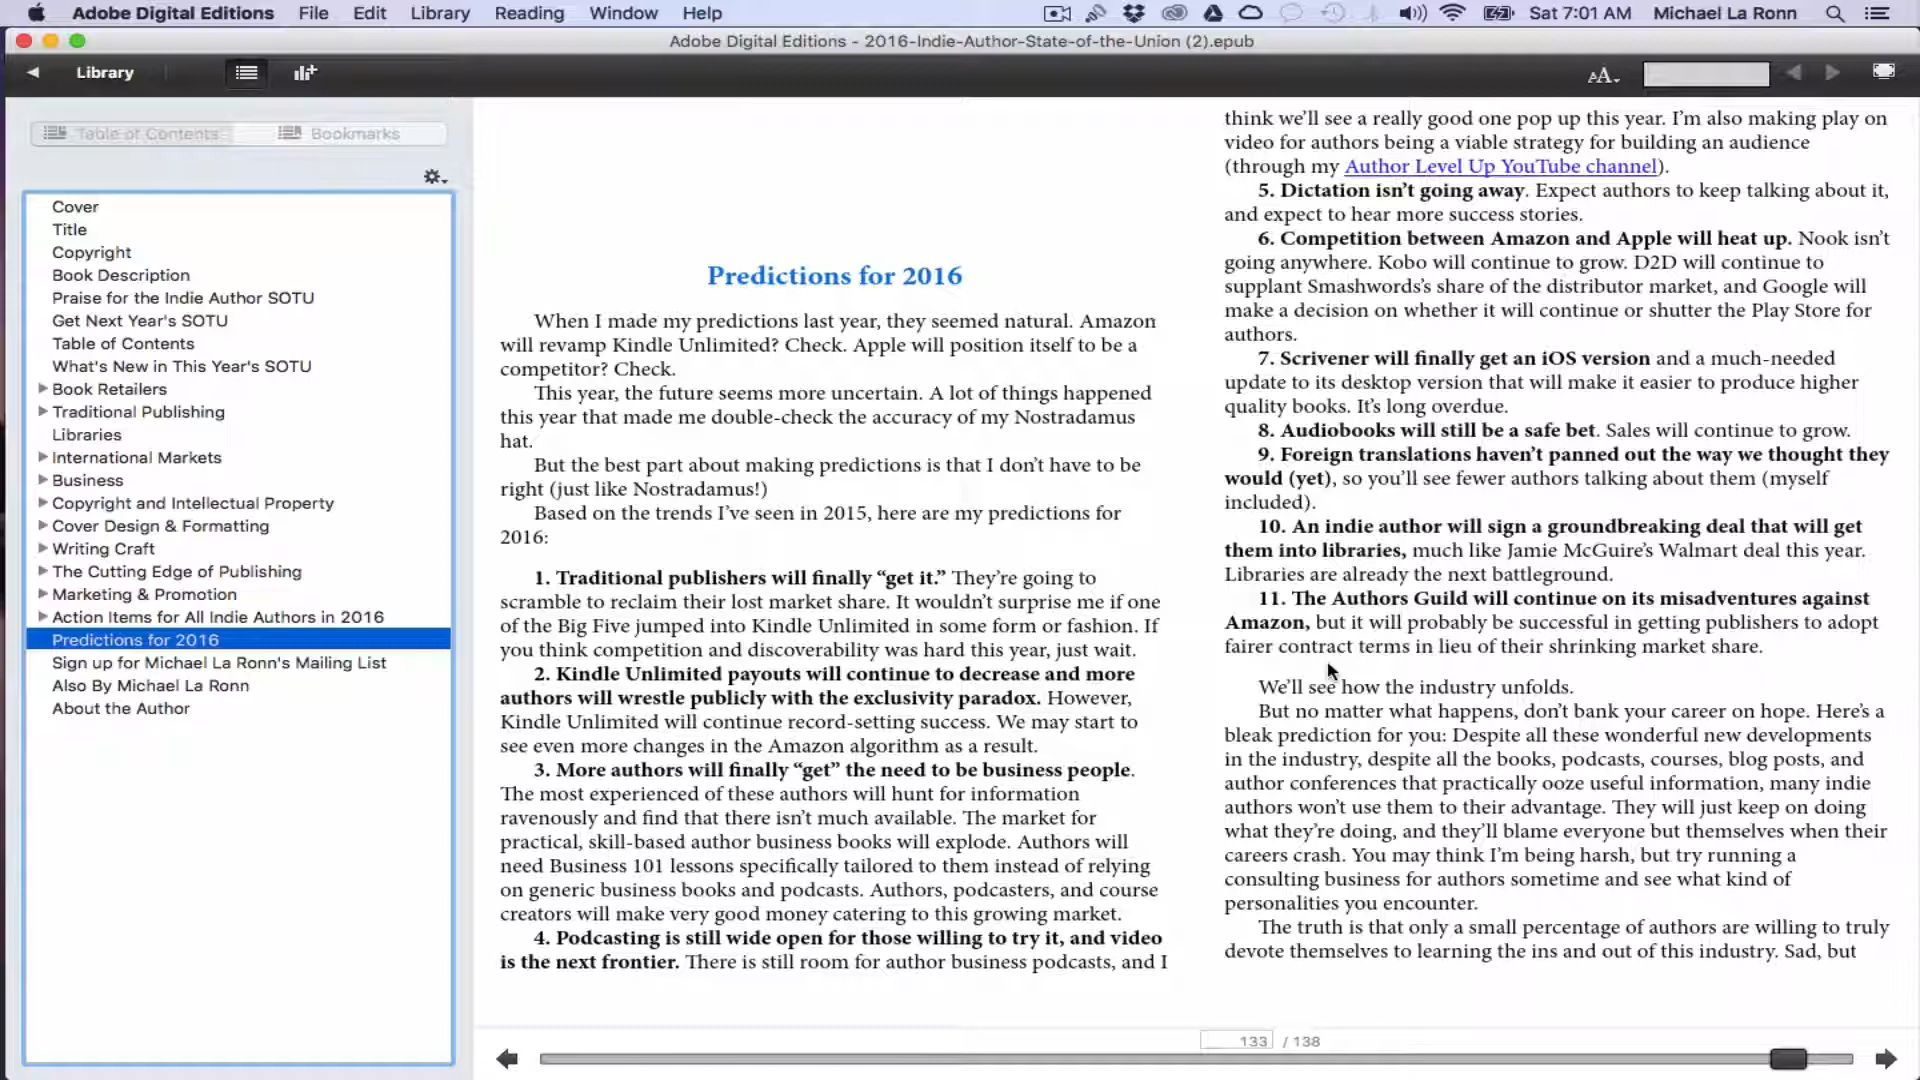 Adobe Digital Editions File Edit Library Reading Window Help Sat 7:01 AM Michael La Ronn
Adobe Digital Editions - 2016-Indie-Author-State-of-the-Union (2).epub
Library
AA
Table of Contents Bookmarks
Cover
Title
Copyright
Book Description
Praise for the Indie Author SOTU
Get Next Year's SOTU
Table of Contents
What's New in This Year's SOTU
Book Retailers
Traditional Publishing
Libraries
International Markets
Business
Copyright and Intellectual Property
Cover Design & Formatting
Writing Craft
The Cutting Edge of Publishing
Marketing & Promotion
Action Items for All Indie Authors in 2016
Predictions for 2016
Sign up for Michael La Ronn's Mailing List
Also By Michael La Ronn
About the Author
Predictions for 2016
When I made my predictions last year, they seemed natural. Amazon
will revamp Kindle Unlimited? Check. Apple will position itself to be a
competitor? Check.
This year, the future seems more uncertain. A lot of things happened
this year that made me double-check the accuracy of my Nostradamus
hat.
But the best part about making predictions is that I don't have to be
right (just like Nostradamus!)
Based on the trends I've seen in 2015, here are my predictions for
2016:
1. Traditional publishers will finally “get it.” They're going to
scramble to reclaim their lost market share. It wouldn't surprise me if one
of the Big Five jumped into Kindle Unlimited in some form or fashion. If
you think competition and discoverability was hard this year, just wait.
2. Kindle Unlimited payouts will continue to decrease and more
authors will wrestle publicly with the exclusivity paradox. However,
Kindle Unlimited will continue record-setting success. We may start to
see even more changes in the Amazon algorithm as a result.
3. More authors will finally “get” the need to be business people.
The most experienced of these authors will hunt for information
ravenously and find that there isn't much available. The market for
practical, skill-based author business books will explode. Authors will
need Business 101 lessons specifically tailored to them instead of relying
on generic business books and podcasts. Authors, podcasters, and course
creators will make very good money catering to this growing market.
4. Podcasting is still wide open for those willing to try it, and video
is the next frontier. There is still room for author business podcasts, and I
think we'll see a really good one pop up this year. I'm also making play on
video for authors being a viable strategy for building an audience
(through my Author Level Up YouTube channel).
5. Dictation isn't going away. Expect authors to keep talking about it,
and expect to hear more success stories.
6. Competition between Amazon and Apple will heat up. Nook isn't
going anywhere. Kobo will continue to grow. D2D will continue to
supplant Smashwords's share of the distributor market, and Google will
make a decision on whether it will continue or shutter the Play Store for
authors.
7. Scrivener will finally get an iOS version and a much-needed
update to its desktop version that will make it easier to produce higher
quality books. It's long overdue.
8. Audiobooks will still be a safe bet. Sales will continue to grow.
9. Foreign translations haven't panned out the way we thought they
would (yet), so you'll see fewer authors talking about them (myself
included).
10. An indie author will sign a groundbreaking deal that will get
them into libraries, much like Jamie McGuire's Walmart deal this year.
Libraries are already the next battleground.
11. The Authors Guild will continue on its misadventures against
Amazon, but it will probably be successful in getting publishers to adopt
fairer contract terms in lieu of their shrinking market share.
We'll see how the industry unfolds.
But no matter what happens, don't bank your career on hope. Here's a
bleak prediction for you: Despite all these wonderful new developments
in the industry, despite all the books, podcasts, courses, blog posts, and
author conferences that practically ooze useful information, many indie
authors won't use them to their advantage. They will just keep on doing
what they're doing, and they'll blame everyone but themselves when their
careers crash. You may think I'm being harsh, but try running a
consulting business for authors sometime and see what kind of
personalities you encounter.
The truth is that only a small percentage of authors are willing to truly
devote themselves to learning the ins and out of this industry. Sad, but
133 / 138